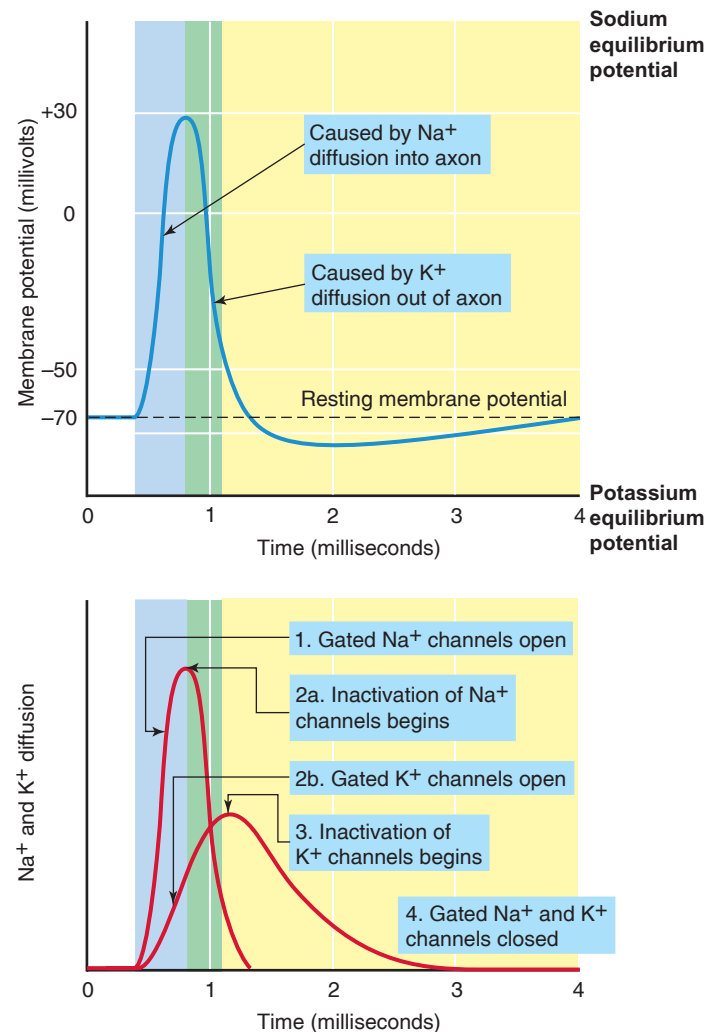 Sodium
equilibrium
potential
Membrane potential (millivolts)
+30
0
–50
–70
Caused by Na+
diffusion into axon
Caused by K+
diffusion out of axon
Resting membrane potential
0 1 2 3 4
Time (milliseconds)
Potassium
equilibrium
potential
Na+ and K+ diffusion
1. Gated Na+ channels open
2a. Inactivation of Na+
channels begins
2b. Gated K+ channels open
3. Inactivation of
K+ channels begins
4. Gated Na+ and K+
channels closed
0 1 2 3 4
Time (milliseconds)